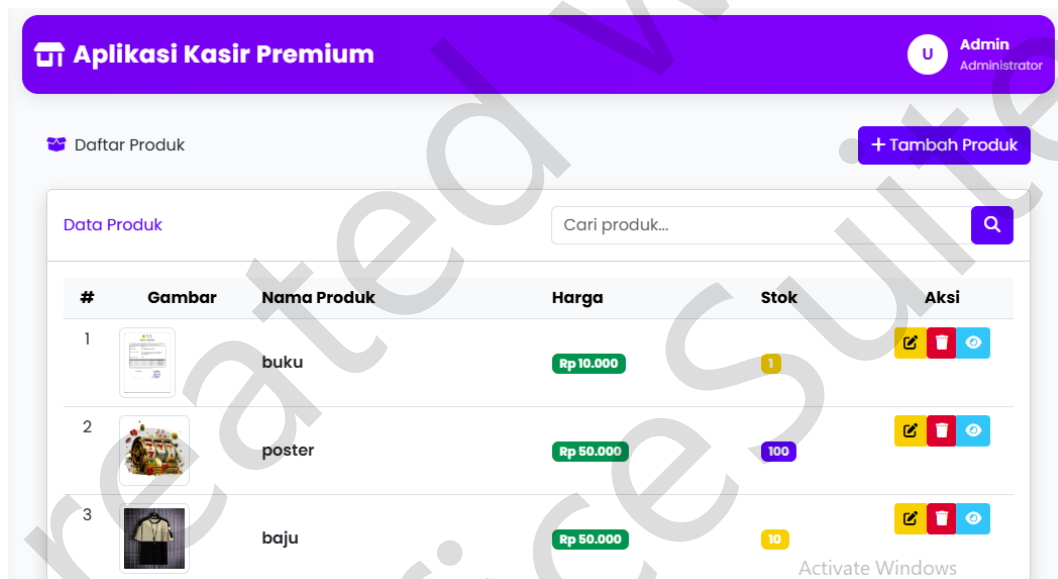 Aplikasi Kasir Premium
U
Admin
Administrator
Daftar Produk
+ Tambah Produk
Data Produk
Cari produk...
# Gambar Nama Produk Harga Stok Aksi
1 buku Rp 10.000 1
2 poster Rp 50.000 100
3 baju Rp 50.000 10
Activate Windows